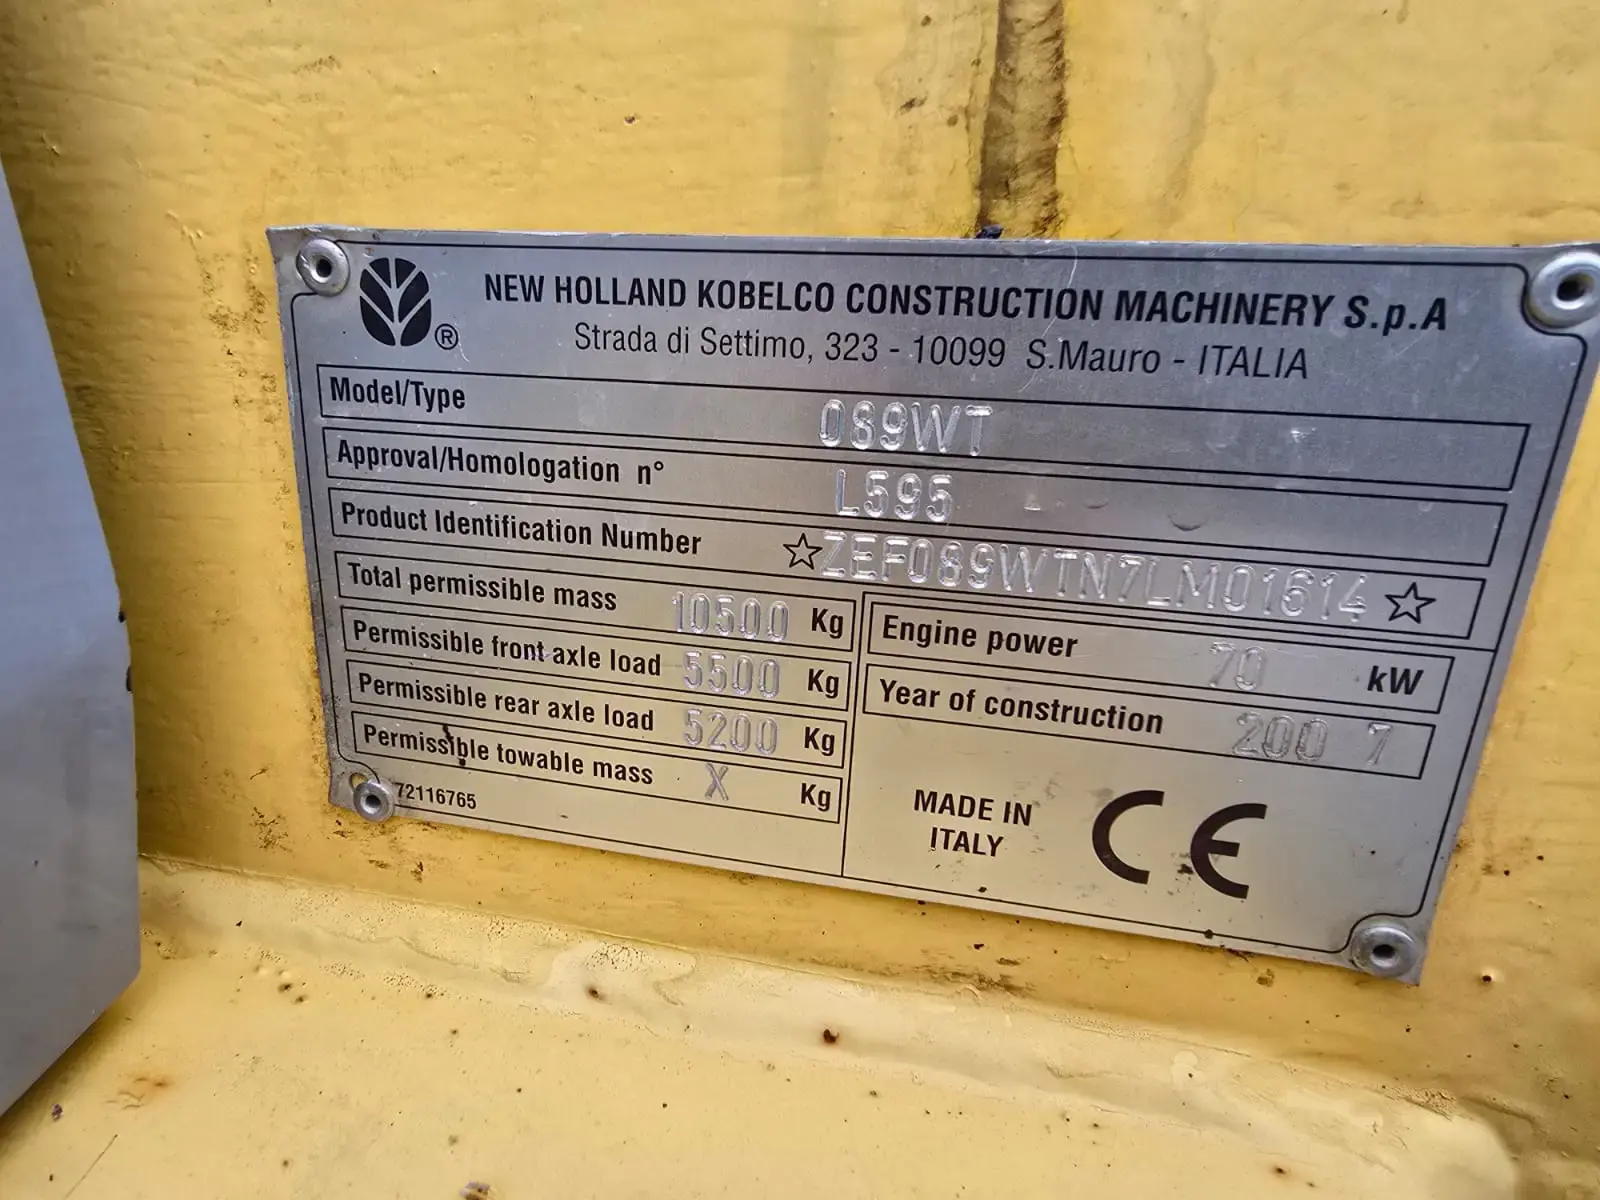 ®
NEW HOLLAND KOBELCO CONSTRUCTION MACHINERY S.p.A
Strada di Settimo, 323 - 10099 S.Mauro - ITALIA
Model/Type 089WT
Approval/Homologation n° L595
Product Identification Number ☆ZEF089WTN7LM01614☆
Total permissible mass 10500 Kg
Permissible front axle load 5500 Kg
Permissible rear axle load 5200 Kg
Permissible towable mass X Kg
72116765
Engine power 70 kW
Year of construction 200 7
MADE IN
ITALY
CE